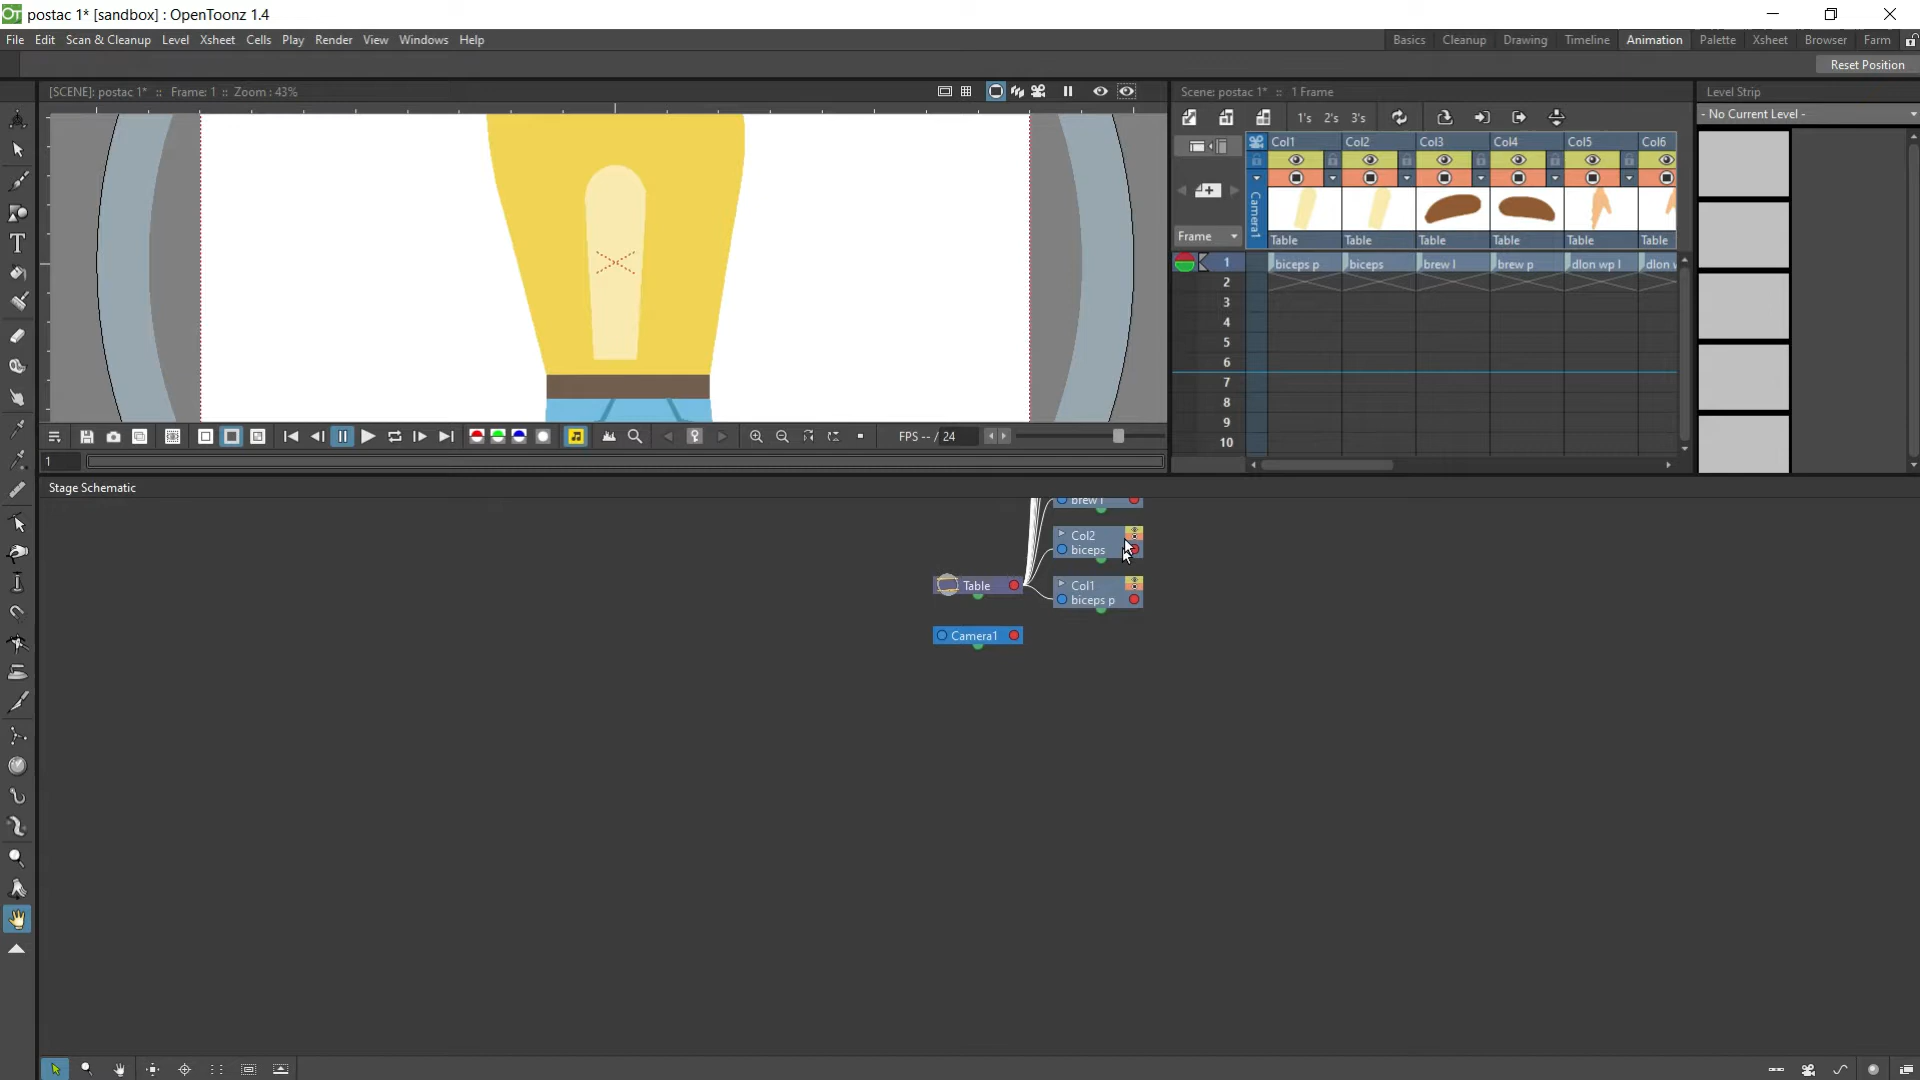 postac 1* [sandbox] : OpenToonz 1.4
File Edit Scan & Cleanup Level Xsheet Cells Play Render View Windows Help
Basics Cleanup Drawing Timeline Animation Palette Xsheet Browser Farm
Reset Position
[SCENE]: postac 1* :: Frame: 1 :: Zoom : 43%
Scene: postac 1* :: 1 Frame
Level Strip
1's 2's 3's
- No Current Level -
Col1 Col2 Col3 Col4 Col5 Col6
Camera1
Frame
Table Table Table Table Table Table
1 biceps p biceps brew l brew p dlon wp l dlon w
2
3
4
5
6
7
8
9
10
FPS -- / 24
1
Stage Schematic
brew l
Col2
biceps
Table
Col1
biceps p
Camera1